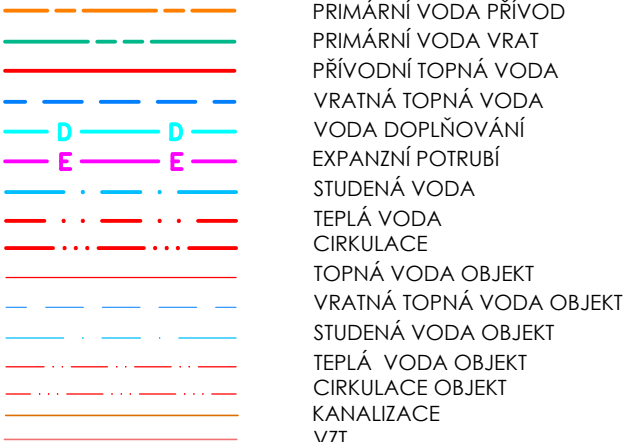 PRIMÁRNÍ VODA PŘÍVOD
PRIMÁRNÍ VODA VRAT
PŘÍVODNÍ TOPNÁ VODA
VRATNÁ TOPNÁ VODA
D D VODA DOPLŇOVÁNÍ
E E EXPANZNÍ POTRUBÍ
STUDENÁ VODA
TEPLÁ VODA
CIRKULACE
TOPNÁ VODA OBJEKT
VRATNÁ TOPNÁ VODA OBJEKT
STUDENÁ VODA OBJEKT
TEPLÁ VODA OBJEKT
CIRKULACE OBJEKT
KANALIZACE
VZT